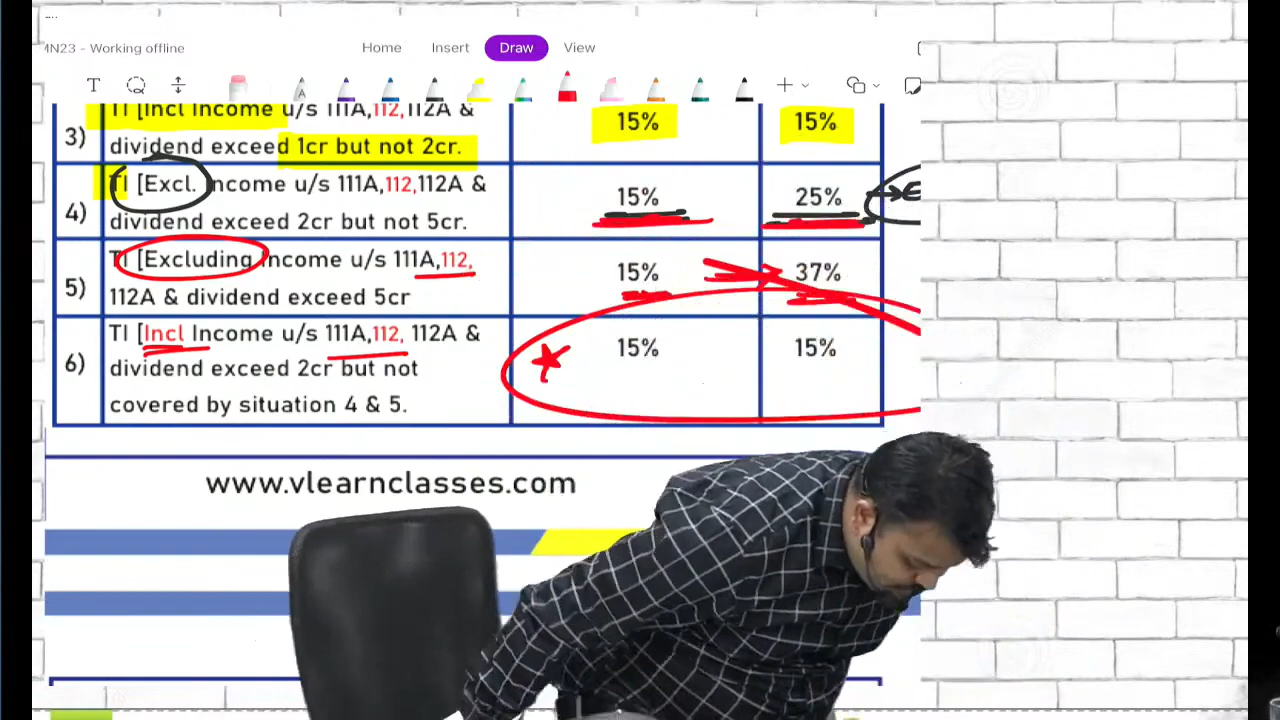 MN23 - Working offline
Home Insert Draw View
3) TI [Incl Income u/s 111A,112,112A &
dividend exceed 1cr but not 2cr.
15% 15%
4) TI [Excl. Income u/s 111A,112,112A &
dividend exceed 2cr but not 5cr.
15% 25%
5) TI [Excluding Income u/s 111A,112,
112A & dividend exceed 5cr
15% 37%
6) TI [Incl Income u/s 111A,112, 112A &
dividend exceed 2cr but not
covered by situation 4 & 5.
15% 15%
www.vlearnclasses.com